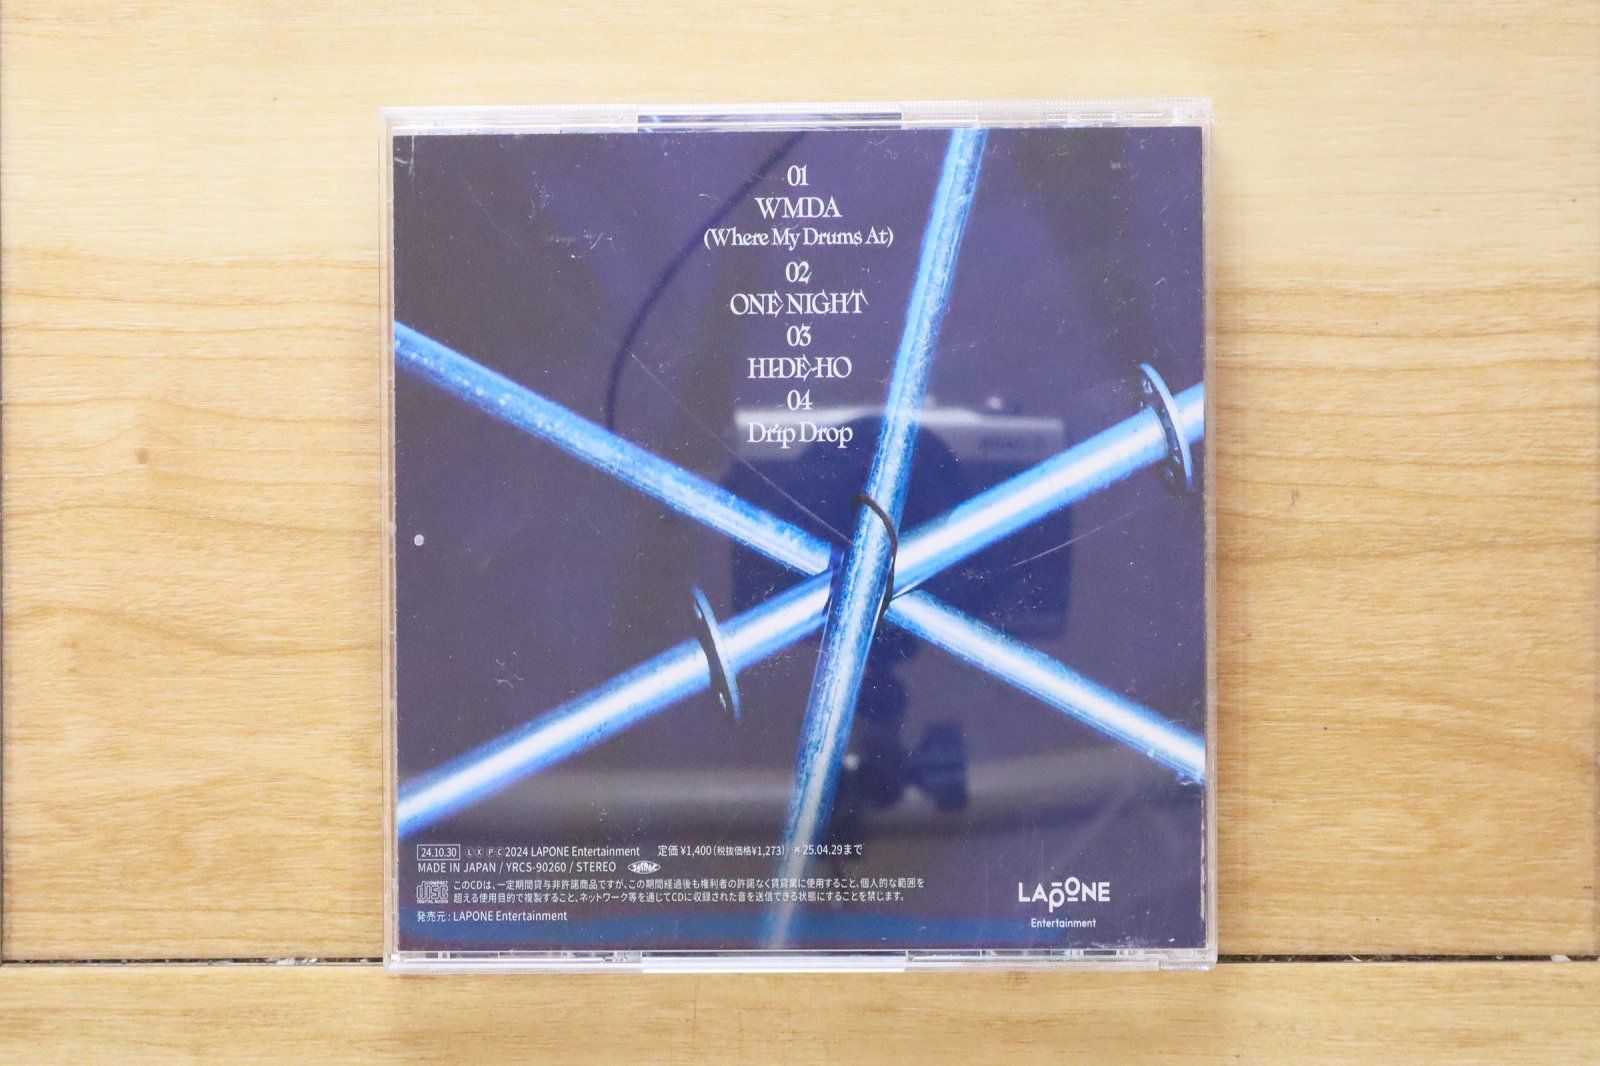 01
WMDA
(Where My Drums At)
02
ONE NIGHT
03
HI-DE-HO
04
Drip Drop
24.10.30 Ⓛ Ⓧ Ⓟ Ⓒ 2024 LAPONE Entertainment 定価 ¥1,400(税抜価格¥1,273) 25.04.29まで
MADE IN JAPAN / YRCS-90260 / STEREO
COMPACT disc DIGITAL AUDIO
このCDは、一定期間貸与非許諾商品ですが、この期間経過後も権利者の許諾なく賃貸業に使用すること、個人的な範囲を
超える使用目的で複製すること、ネットワーク等を通じてCDに収録された音を送信できる状態にすることを禁じます。
発売元:LAPONE Entertainment
LAPONE
Entertainment